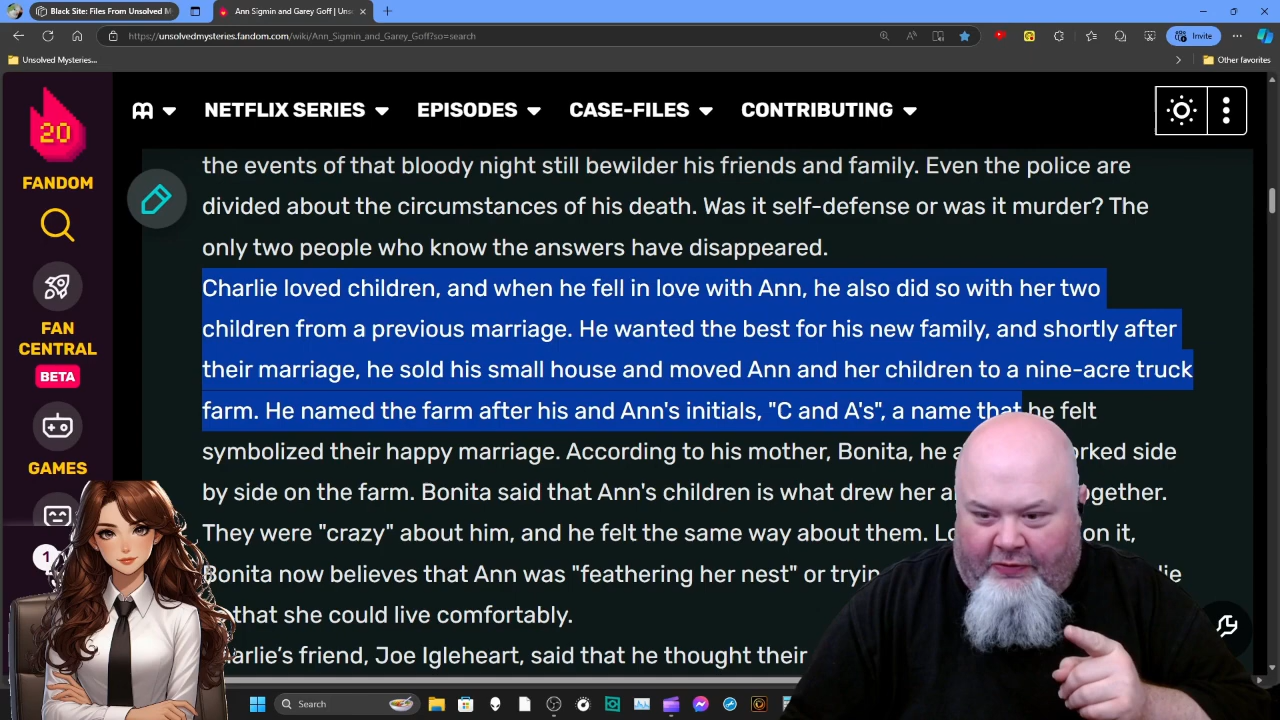 Black Site: Files From Unsolved M
Ann Sigmin and Garey Goff | Uns
https://unsolvedmysteries.fandom.com/wiki/Ann_Sigmin_and_Garey_Goff?so=search
Invite
Unsolved Mysteries...
Other favorites
20
FANDOM
FAN CENTRAL
BETA
GAMES
1
NETFLIX SERIES
EPISODES
CASE-FILES
CONTRIBUTING
the events of that bloody night still bewilder his friends and family. Even the police are
divided about the circumstances of his death. Was it self-defense or was it murder? The
only two people who know the answers have disappeared.
Charlie loved children, and when he fell in love with Ann, he also did so with her two
children from a previous marriage. He wanted the best for his new family, and shortly after
their marriage, he sold his small house and moved Ann and her children to a nine-acre truck
farm. He named the farm after his and Ann's initials, "C and A's", a name that he felt
symbolized their happy marriage. According to his mother, Bonita, he a orked side
by side on the farm. Bonita said that Ann's children is what drew her a ogether.
They were "crazy" about him, and he felt the same way about them. Lo on it,
Bonita now believes that Ann was "feathering her nest" or tryin lie
that she could live comfortably.
arlie's friend, Joe Igleheart, said that he thought their
Search